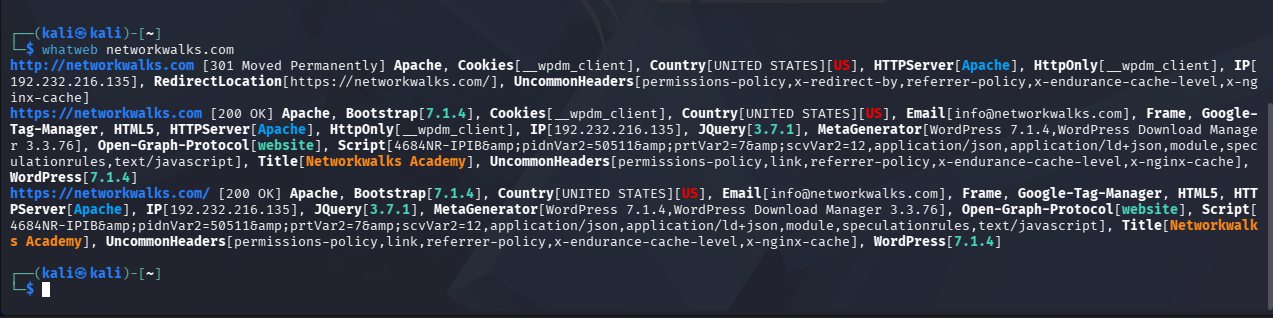 ┌──(kali㉿kali)-[~]
└─$ whatweb networkwalks.com
http://networkwalks.com [301 Moved Permanently] Apache, Cookies[__wpdm_client], Country[UNITED STATES][US], HTTPServer[Apache], HttpOnly[__wpdm_client], IP[
192.232.216.135], RedirectLocation[https://networkwalks.com/], UncommonHeaders[permissions-policy,x-redirect-by,referrer-policy,x-endurance-cache-level,x-ng
inx-cache]
https://networkwalks.com [200 OK] Apache, Bootstrap[7.1.4], Cookies[__wpdm_client], Country[UNITED STATES][US], Email[info@networkwalks.com], Frame, Google-
Tag-Manager, HTML5, HTTPServer[Apache], HttpOnly[__wpdm_client], IP[192.232.216.135], JQuery[3.7.1], MetaGenerator[WordPress 7.1.4,WordPress Download Manage
r 3.3.76], Open-Graph-Protocol[website], Script[4684NR-IPIB&amp;pidnVar2=50511&amp;prtVar2=7&amp;scvVar2=12,application/json,application/ld+json,module,spec
ulationrules,text/javascript], Title[Networkwalks Academy], UncommonHeaders[permissions-policy,link,referrer-policy,x-endurance-cache-level,x-nginx-cache],
WordPress[7.1.4]
https://networkwalks.com/ [200 OK] Apache, Bootstrap[7.1.4], Country[UNITED STATES][US], Email[info@networkwalks.com], Frame, Google-Tag-Manager, HTML5, HTT
PServer[Apache], IP[192.232.216.135], JQuery[3.7.1], MetaGenerator[WordPress 7.1.4,WordPress Download Manager 3.3.76], Open-Graph-Protocol[website], Script[
4684NR-IPIB&amp;pidnVar2=50511&amp;prtVar2=7&amp;scvVar2=12,application/json,application/ld+json,module,speculationrules,text/javascript], Title[Networkwalk
s Academy], UncommonHeaders[permissions-policy,link,referrer-policy,x-endurance-cache-level,x-nginx-cache], WordPress[7.1.4]
┌──(kali㉿kali)-[~]
└─$